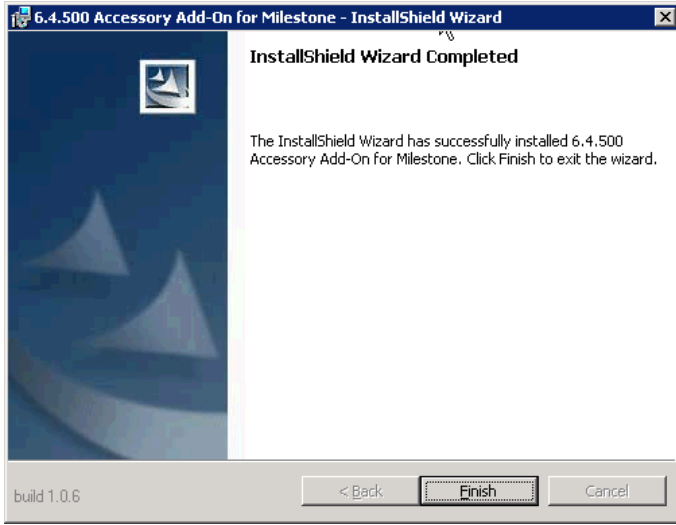 6.4.500 Accessory Add-On for Milestone - InstallShield Wizard
InstallShield Wizard Completed
The InstallShield Wizard has successfully installed 6.4.500
Accessory Add-On for Milestone. Click Finish to exit the wizard.
build 1.0.6
< Back
Finish
Cancel